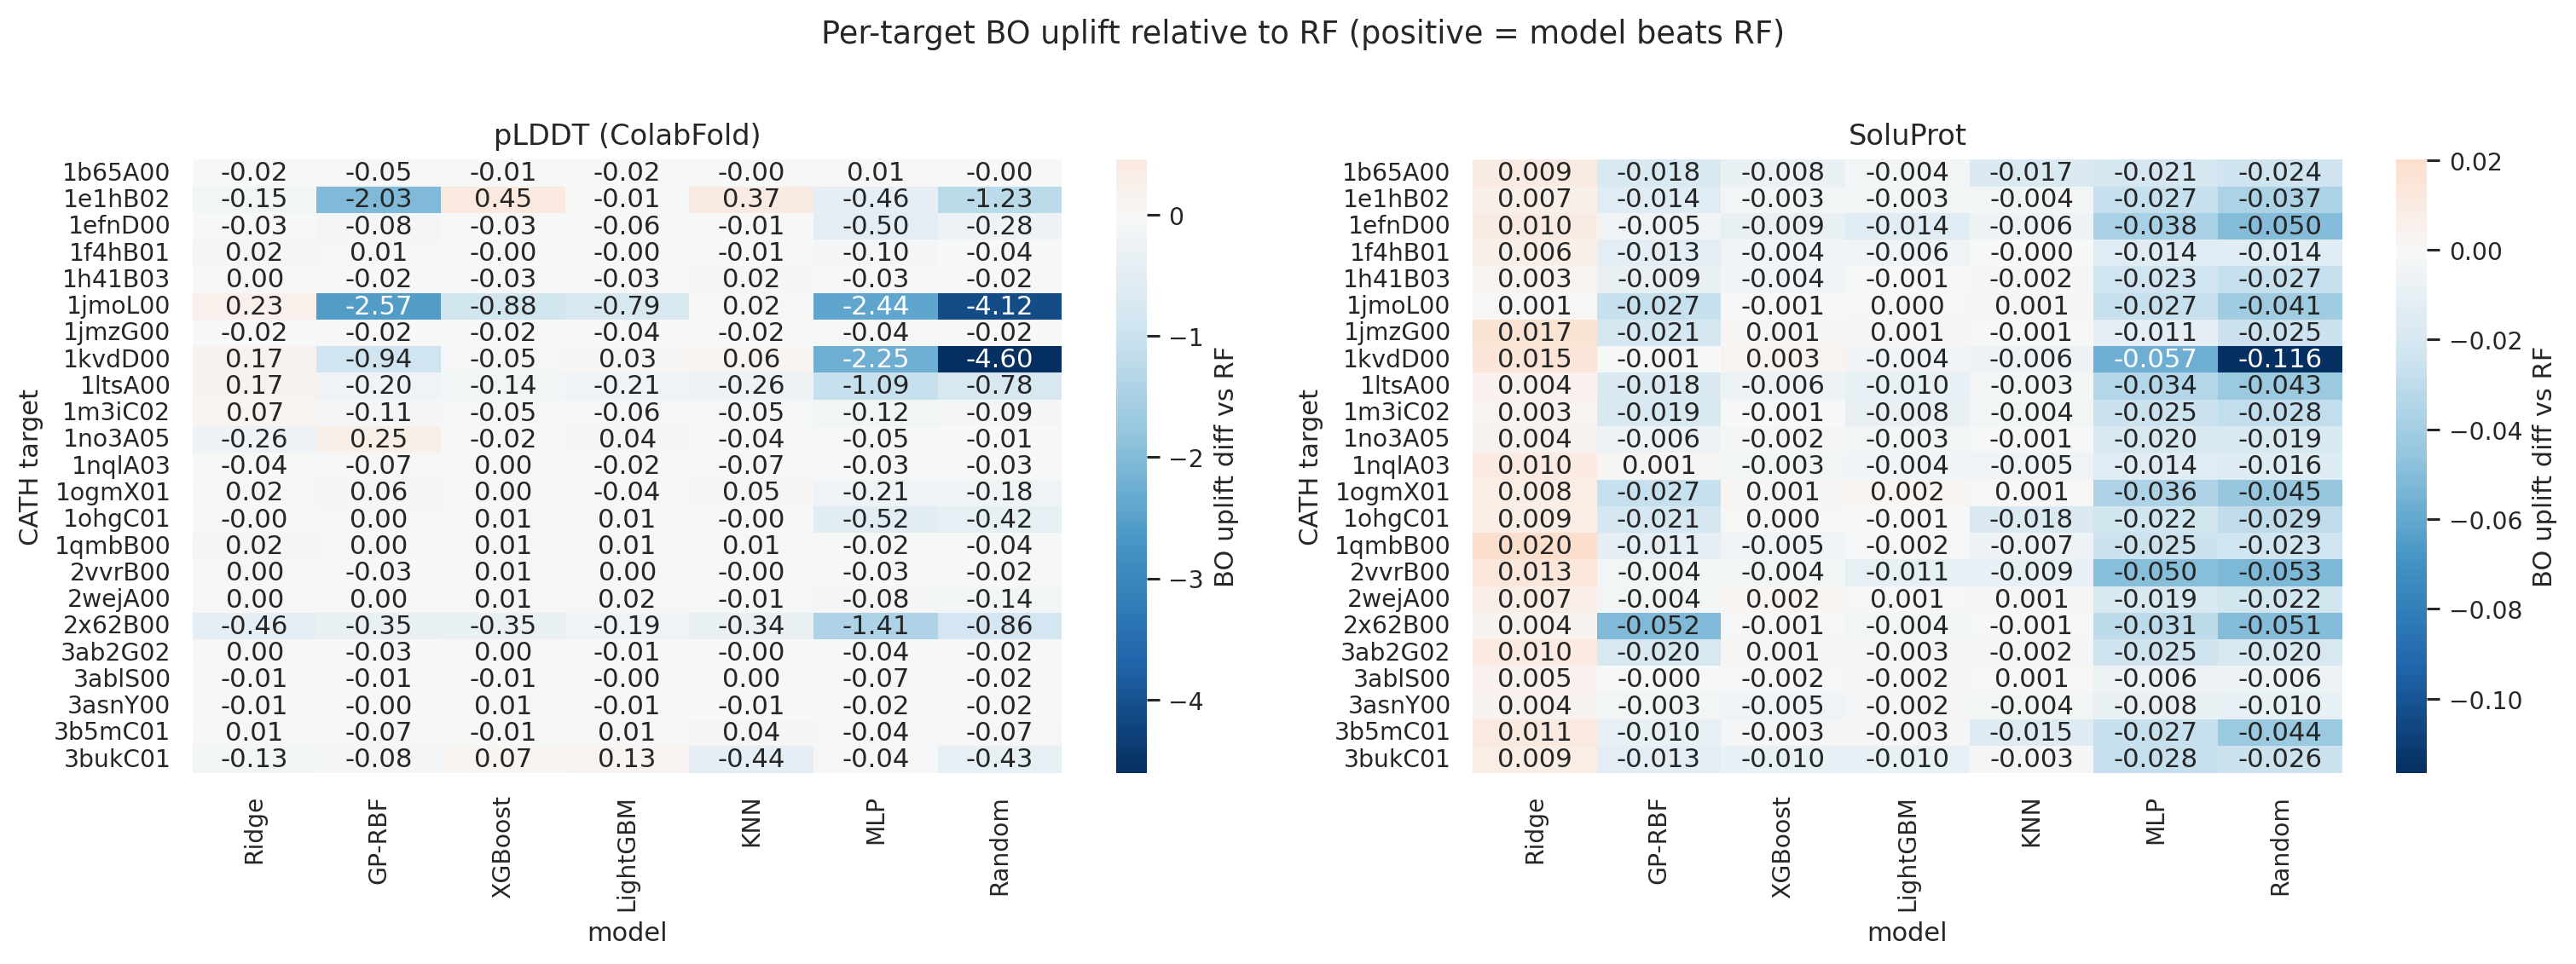 Per-target BO uplift relative to RF (positive = model beats RF)
pLDDT (ColabFold)
CATH target
1b65A00 -0.02 -0.05 -0.01 -0.02 -0.00 0.01 -0.00
1e1hB02 -0.15 -2.03 0.45 -0.01 0.37 -0.46 -1.23
1efnD00 -0.03 -0.08 -0.03 -0.06 -0.01 -0.50 -0.28
1f4hB01 0.02 0.01 -0.00 -0.00 -0.01 -0.10 -0.04
1h41B03 0.00 -0.02 -0.03 -0.03 0.02 -0.03 -0.02
1jmoL00 0.23 -2.57 -0.88 -0.79 0.02 -2.44 -4.12
1jmzG00 -0.02 -0.02 -0.02 -0.04 -0.02 -0.04 -0.02
1kvdD00 0.17 -0.94 -0.05 0.03 0.06 -2.25 -4.60
1ltsA00 0.17 -0.20 -0.14 -0.21 -0.26 -1.09 -0.78
1m3iC02 0.07 -0.11 -0.05 -0.06 -0.05 -0.12 -0.09
1no3A05 -0.26 0.25 -0.02 0.04 -0.04 -0.05 -0.01
1nqlA03 -0.04 -0.07 0.00 -0.02 -0.07 -0.03 -0.03
1ogmX01 0.02 0.06 0.00 -0.04 0.05 -0.21 -0.18
1ohgC01 -0.00 0.00 0.01 0.01 -0.00 -0.52 -0.42
1qmbB00 0.02 0.00 0.01 0.01 0.01 -0.02 -0.04
2vvrB00 0.00 -0.03 0.01 0.00 -0.00 -0.03 -0.02
2wejA00 0.00 0.00 0.01 0.02 -0.01 -0.08 -0.14
2x62B00 -0.46 -0.35 -0.35 -0.19 -0.34 -1.41 -0.86
3ab2G02 0.00 -0.03 0.00 -0.01 -0.00 -0.04 -0.02
3ablS00 -0.01 -0.01 -0.01 -0.00 0.00 -0.07 -0.02
3asnY00 -0.01 -0.00 0.01 -0.01 -0.01 -0.02 -0.02
3b5mC01 0.01 -0.07 -0.01 0.01 0.04 -0.04 -0.07
3bukC01 -0.13 -0.08 0.07 0.13 -0.44 -0.04 -0.43
Ridge GP-RBF XGBoost LightGBM KNN MLP Random
model
0
−1
−2
−3
−4
BO uplift diff vs RF
SoluProt
CATH target
1b65A00 0.009 -0.018 -0.008 -0.004 -0.017 -0.021 -0.024
1e1hB02 0.007 -0.014 -0.003 -0.003 -0.004 -0.027 -0.037
1efnD00 0.010 -0.005 -0.009 -0.014 -0.006 -0.038 -0.050
1f4hB01 0.006 -0.013 -0.004 -0.006 -0.000 -0.014 -0.014
1h41B03 0.003 -0.009 -0.004 -0.001 -0.002 -0.023 -0.027
1jmoL00 0.001 -0.027 -0.001 0.000 0.001 -0.027 -0.041
1jmzG00 0.017 -0.021 0.001 0.001 -0.001 -0.011 -0.025
1kvdD00 0.015 -0.001 0.003 -0.004 -0.006 -0.057 -0.116
1ltsA00 0.004 -0.018 -0.006 -0.010 -0.003 -0.034 -0.043
1m3iC02 0.003 -0.019 -0.001 -0.008 -0.004 -0.025 -0.028
1no3A05 0.004 -0.006 -0.002 -0.003 -0.001 -0.020 -0.019
1nqlA03 0.010 0.001 -0.003 -0.004 -0.005 -0.014 -0.016
1ogmX01 0.008 -0.027 0.001 0.002 0.001 -0.036 -0.045
1ohgC01 0.009 -0.021 0.000 -0.001 -0.018 -0.022 -0.029
1qmbB00 0.020 -0.011 -0.005 -0.002 -0.007 -0.025 -0.023
2vvrB00 0.013 -0.004 -0.004 -0.011 -0.009 -0.050 -0.053
2wejA00 0.007 -0.004 0.002 0.001 0.001 -0.019 -0.022
2x62B00 0.004 -0.052 -0.001 -0.004 -0.001 -0.031 -0.051
3ab2G02 0.010 -0.020 0.001 -0.003 -0.002 -0.025 -0.020
3ablS00 0.005 -0.000 -0.002 -0.002 0.001 -0.006 -0.006
3asnY00 0.004 -0.003 -0.005 -0.002 -0.004 -0.008 -0.010
3b5mC01 0.011 -0.010 -0.003 -0.003 -0.015 -0.027 -0.044
3bukC01 0.009 -0.013 -0.010 -0.010 -0.003 -0.028 -0.026
Ridge GP-RBF XGBoost LightGBM KNN MLP Random
model
0.02
0.00
−0.02
−0.04
−0.06
−0.08
−0.10
BO uplift diff vs RF